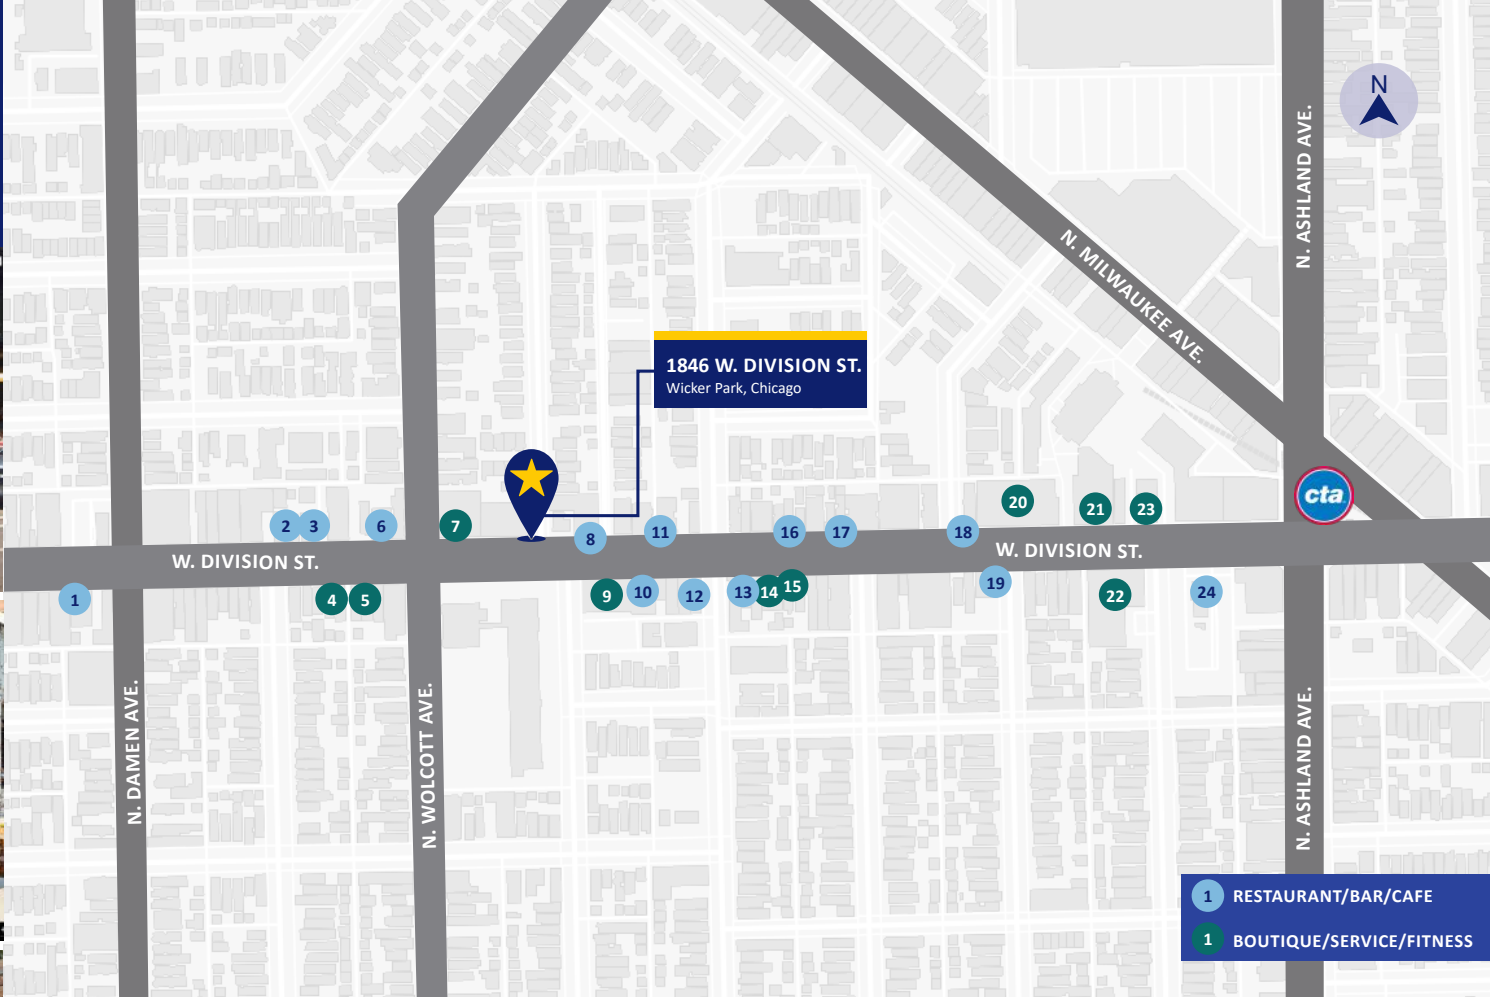 N
N. ASHLAND AVE.
N. MILWAUKEE AVE.
1846 W. DIVISION ST.
Wicker Park, Chicago
cta
20
21
23
2
3
6
7
8
11
16
17
18
W. DIVISION ST.
W. DIVISION ST.
1
4
5
9
10
12
13
14
15
19
22
24
N. DAMEN AVE.
N. WOLCOTT AVE.
N. ASHLAND AVE.
1 RESTAURANT/BAR/CAFE
1 BOUTIQUE/SERVICE/FITNESS